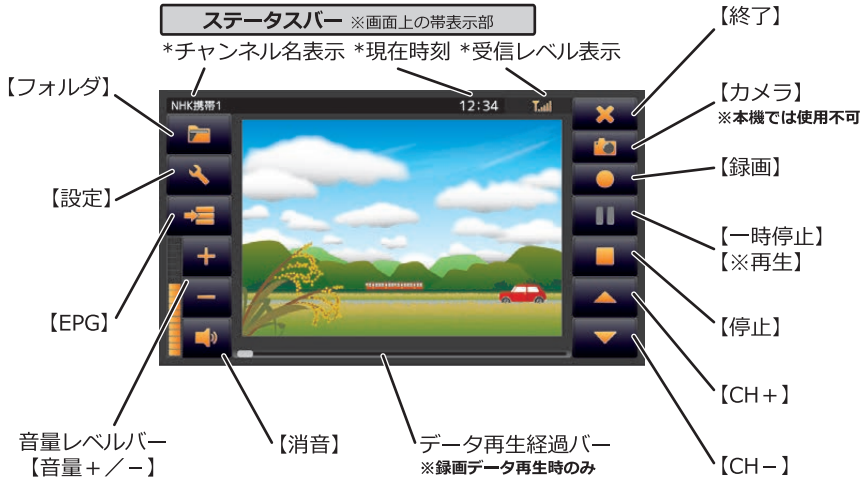 ステータスバー ※画面上の帯表示部
*チャンネル名表示 *現在時刻 *受信レベル表示
【終了】
【フォルダ】
NHK携帯1 12:34
【カメラ】
※本機では使用不可
【録画】
【設定】
【一時停止】
【※再生】
【EPG】
【停止】
【CH+】
音量レベルバー
【音量+/-】
【消音】
データ再生経過バー
※録画データ再生時のみ
【CH-】